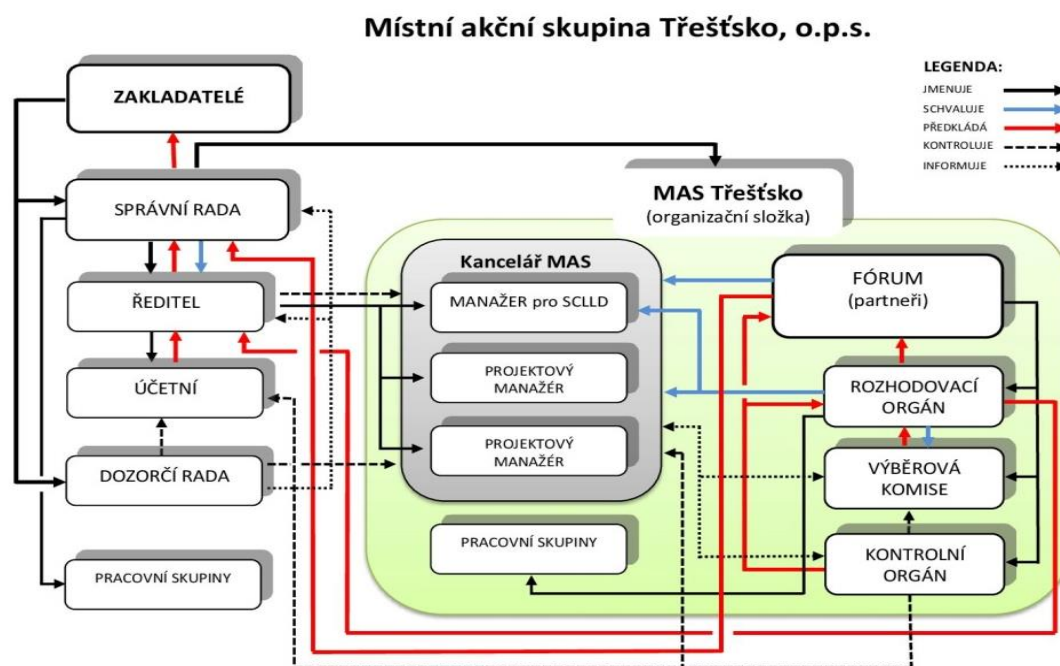 Místní akční skupina Třešťsko, o.p.s.
LEGENDA:
JMENUJE
SCHVALUJE
PŘEDKLÁDÁ
KONTROLUJE
INFORMUJE
ZAKLADATELÉ
SPRÁVNÍ RADA
ŘEDITEL
ÚČETNÍ
DOZORČÍ RADA
PRACOVNÍ SKUPINY
MAS Třešťsko
(organizační složka)
Kancelář MAS
MANAŽER pro SCLLD
PROJEKTOVÝ
MANAŽÉR
PROJEKTOVÝ
MANAŽÉR
PRACOVNÍ SKUPINY
FÓRUM
(partneři)
ROZHODOVACÍ
ORGÁN
VÝBĚROVÁ
KOMISE
KONTROLNÍ
ORGÁN